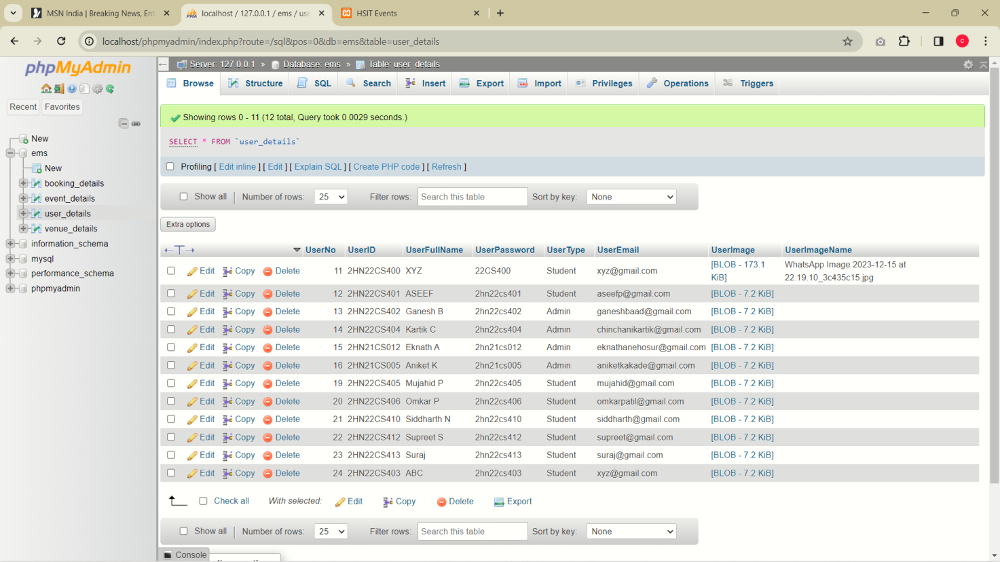 MSN India | Breaking News, Ent
localhost / 127.0.0.1 / ems / use
HSIT Events
localhost/phpmyadmin/index.php?route=/sql&pos=0&db=ems&table=user_details
c
phpMyAdmin
Recent Favorites
New
ems
New
booking_details
event_details
user_details
venue_details
information_schema
mysql
performance_schema
phpmyadmin
Server: 127.0.0.1 » Database: ems » Table: user_details
Browse Structure SQL Search Insert Export Import Privileges Operations Triggers
Showing rows 0 - 11 (12 total, Query took 0.0029 seconds.)
SELECT * FROM `user_details`
Profiling [ Edit inline ] [ Edit ] [ Explain SQL ] [ Create PHP code ] [ Refresh ]
Show all | Number of rows: 25 Filter rows: Search this table Sort by key: None
Extra options
UserNo UserID UserFullName UserPassword UserType UserEmail UserImage UserImageName
Edit Copy Delete 11 2HN22CS400 XYZ 22CS400 Student xyz@gmail.com [BLOB - 173.1 KiB] WhatsApp Image 2023-12-15 at 22.19.10_3c435c15.jpg
Edit Copy Delete 12 2HN22CS401 ASEEF 2hn22cs401 Student aseefp@gmail.com [BLOB - 7.2 KiB]
Edit Copy Delete 13 2HN22CS402 Ganesh B 2hn22cs402 Admin ganeshbaad@gmail.com [BLOB - 7.2 KiB]
Edit Copy Delete 14 2HN22CS404 Kartik C 2hn22cs404 Admin chinchanikartik@gmail.com [BLOB - 7.2 KiB]
Edit Copy Delete 15 2HN21CS012 Eknath A 2hn21cs012 Admin eknathanehosur@gmail.com [BLOB - 7.2 KiB]
Edit Copy Delete 16 2HN21CS005 Aniket K 2hn21cs005 Admin aniketkakade@gmail.com [BLOB - 7.2 KiB]
Edit Copy Delete 19 2HN22CS405 Mujahid P 2hn22cs405 Student mujahid@gmail.com [BLOB - 7.2 KiB]
Edit Copy Delete 20 2HN22CS406 Omkar P 2hn22cs406 Student omkarpatil@gmail.com [BLOB - 7.2 KiB]
Edit Copy Delete 21 2HN22CS410 Siddharth N 2hn22cs410 Student siddharth@gmail.com [BLOB - 7.2 KiB]
Edit Copy Delete 22 2HN22CS412 Supreet S 2hn22cs412 Student supreet@gmail.com [BLOB - 7.2 KiB]
Edit Copy Delete 23 2HN22CS413 Suraj 2hn22cs413 Student suraj@gmail.com [BLOB - 7.2 KiB]
Edit Copy Delete 24 2HN22CS403 ABC 2hn22cs403 Student xyz@gmail.com [BLOB - 7.2 KiB]
Check all With selected: Edit Copy Delete Export
Show all | Number of rows: 25 Filter rows: Search this table Sort by key: None
Console